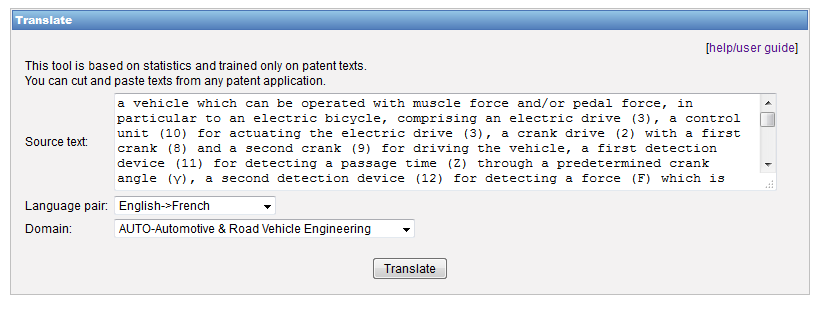 Translate
[help/user guide]
This tool is based on statistics and trained only on patent texts.
You can cut and paste texts from any patent application.
Source text:
a vehicle which can be operated with muscle force and/or pedal force, in
particular to an electric bicycle, comprising an electric drive (3), a control
unit (10) for actuating the electric drive (3), a crank drive (2) with a first
crank (8) and a second crank (9) for driving the vehicle, a first detection
device (11) for detecting a passage time (Z) through a predetermined crank
angle (γ), a second detection device (12) for detecting a force (F) which is
Language pair: English->French
Domain: AUTO-Automotive & Road Vehicle Engineering
Translate